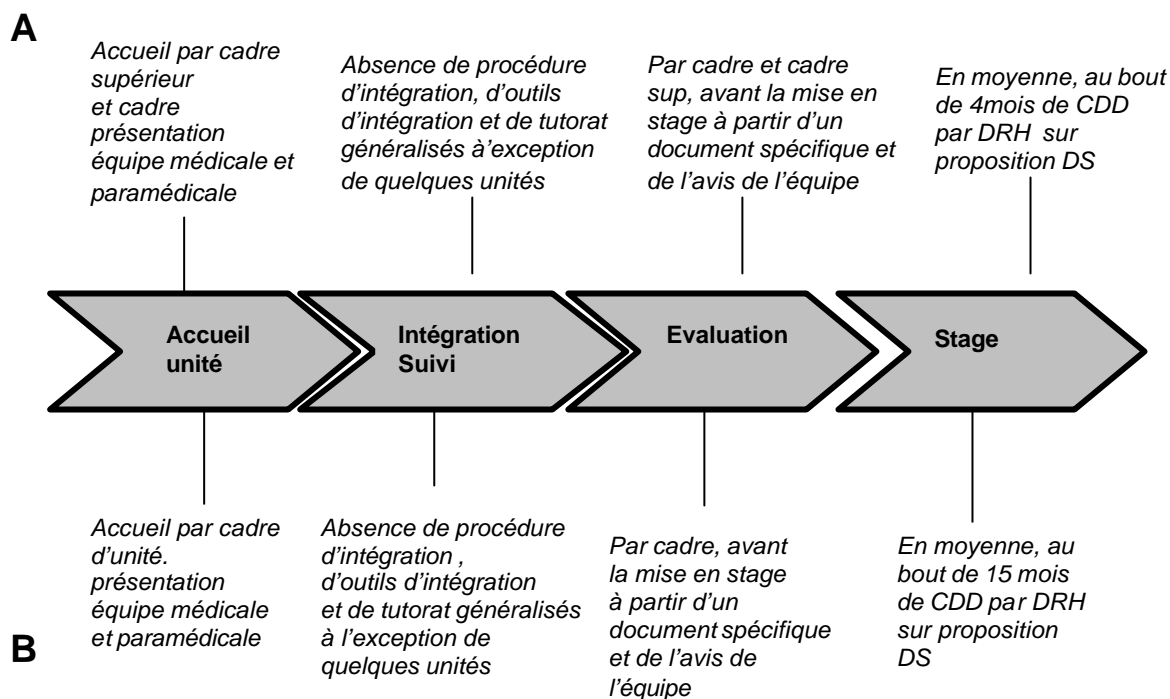 A
Accueil par cadre
supérieur
et cadre
présentation
équipe médicale et
paramédicale
Absence de procédure
d'intégration, d'outils
d'intégration et de tutorat
généralisés à'exception
de quelques unités
Par cadre et cadre
sup, avant la mise en
stage à partir d'un
document spécifique et
de l'avis de l'équipe
En moyenne, au bout
de 4mois de CDD
par DRH sur
proposition DS
Accueil
unité
Intégration
Suivi
Evaluation
Stage
Accueil par cadre
d'unité.
présentation
équipe médicale
et paramédicale
Absence de procédure
d'intégration ,
d'outils d'intégration
et de tutorat généralisés
à l'exception de
quelques unités
Par cadre, avant
la mise en stage
à partir d'un
document spécifique
et de l'avis de
l'équipe
En moyenne, au
bout de 15 mois
de CDD par DRH
sur proposition
DS
B